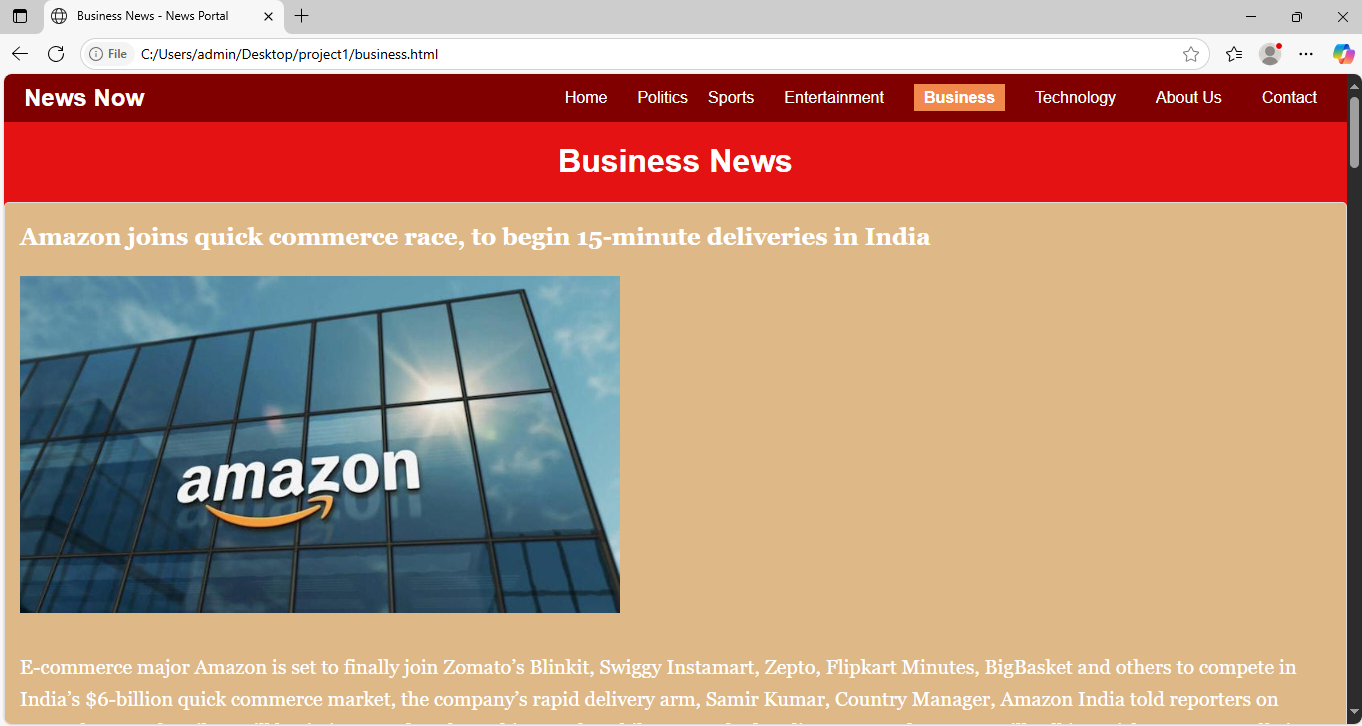 Business News - News Portal
File C:/Users/admin/Desktop/project1/business.html
News Now Home Politics Sports Entertainment Business Technology About Us Contact
Business News
Amazon joins quick commerce race, to begin 15-minute deliveries in India
amazon
E-commerce major Amazon is set to finally join Zomato’s Blinkit, Swiggy Instamart, Zepto, Flipkart Minutes, BigBasket and others to compete in
India’s $6-billion quick commerce market, the company’s rapid delivery arm, Samir Kumar, Country Manager, Amazon India told reporters on